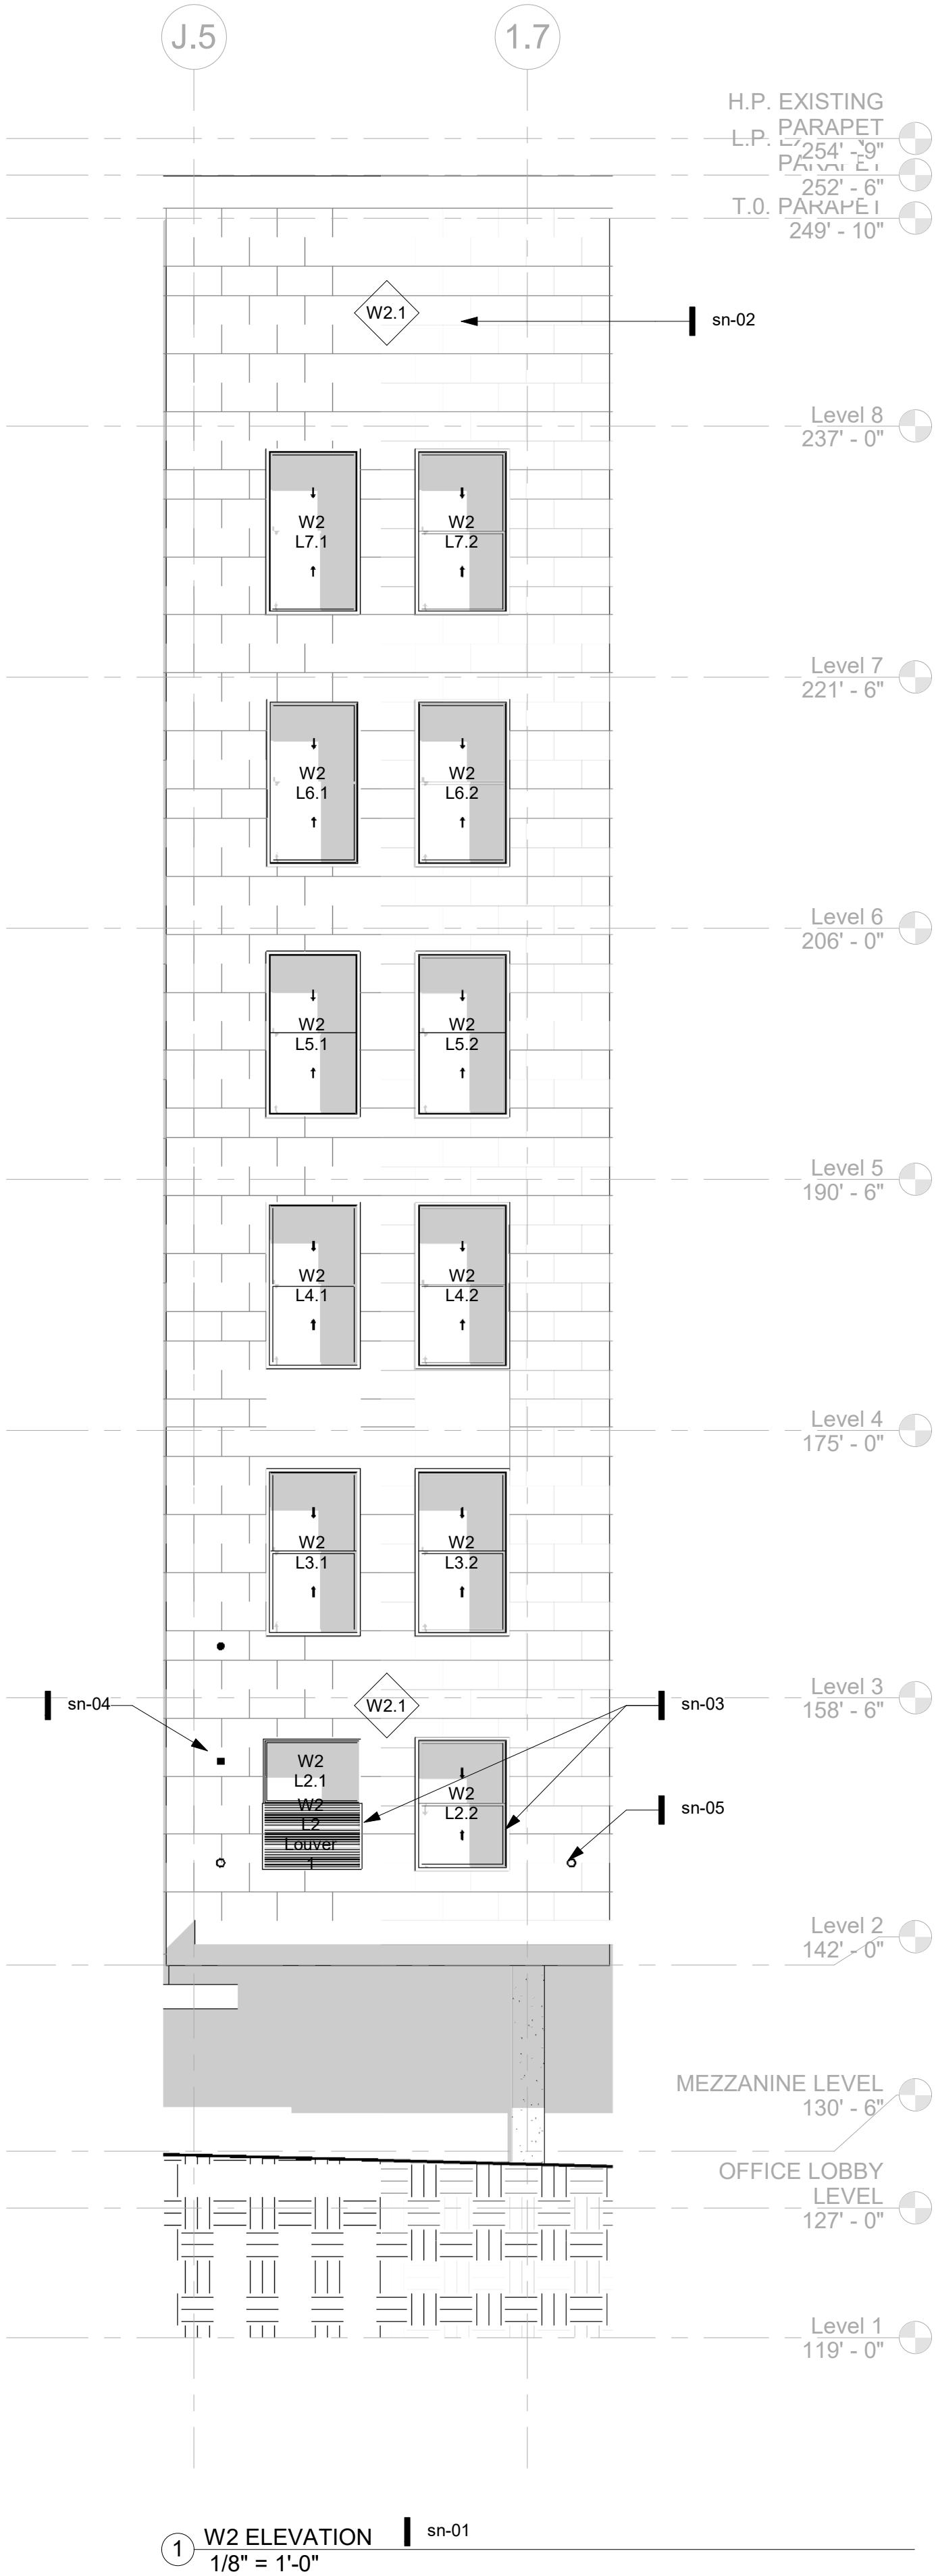 J.5
1.7
H.P. EXISTING
PARAPET
254' - 9"
L.P.
PARAPET
252' - 6"
T.0. PARAPET
249' - 10"
W2.1
sn-02
Level 8
237' - 0"
W2
L7.1
W2
L7.2
Level 7
221' - 6"
W2
L6.1
W2
L6.2
Level 6
206' - 0"
W2
L5.1
W2
L5.2
Level 5
190' - 6"
W2
L4.1
W2
L4.2
Level 4
175' - 0"
W2
L3.1
W2
L3.2
Level 3
158' - 6"
sn-04
W2.1
sn-03
W2
L2.1
W2
L2
Louver
1
W2
L2.2
sn-05
Level 2
142' - 0"
MEZZANINE LEVEL
130' - 6"
OFFICE LOBBY
LEVEL
127' - 0"
Level 1
119' - 0"
1
W2 ELEVATION
sn-01
1/8" = 1'-0"